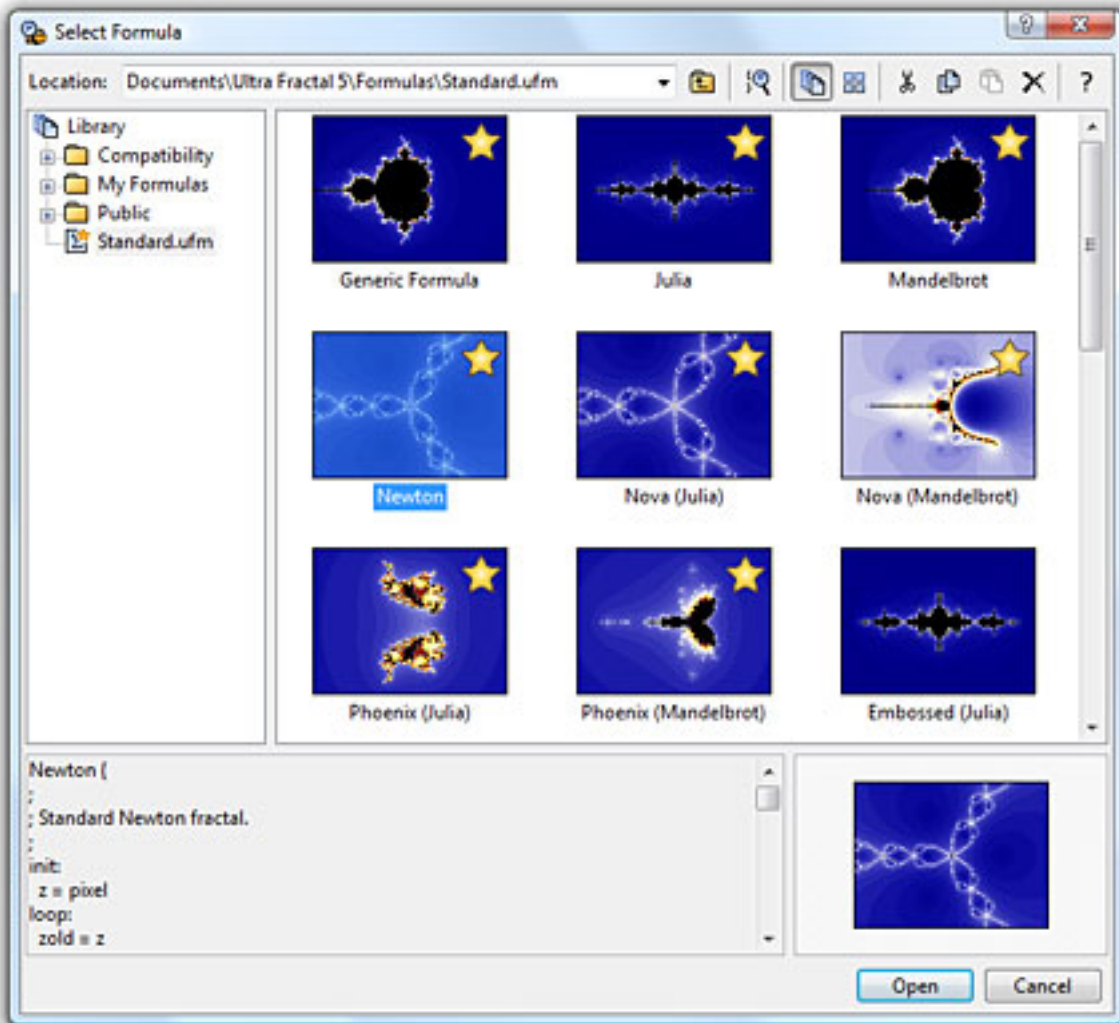 Select Formula
Location: Documents\Ultra Fractal 5\Formulas\Standard.ufm
Library
Compatibility
My Formulas
Public
Standard.ufm
Generic Formula
Julia
Mandelbrot
Newton
Nova (Julia)
Nova (Mandelbrot)
Phoenix (Julia)
Phoenix (Mandelbrot)
Embossed (Julia)
Newton {
;
; Standard Newton fractal.
;
init:
z = pixel
loop:
zold = z
Open
Cancel